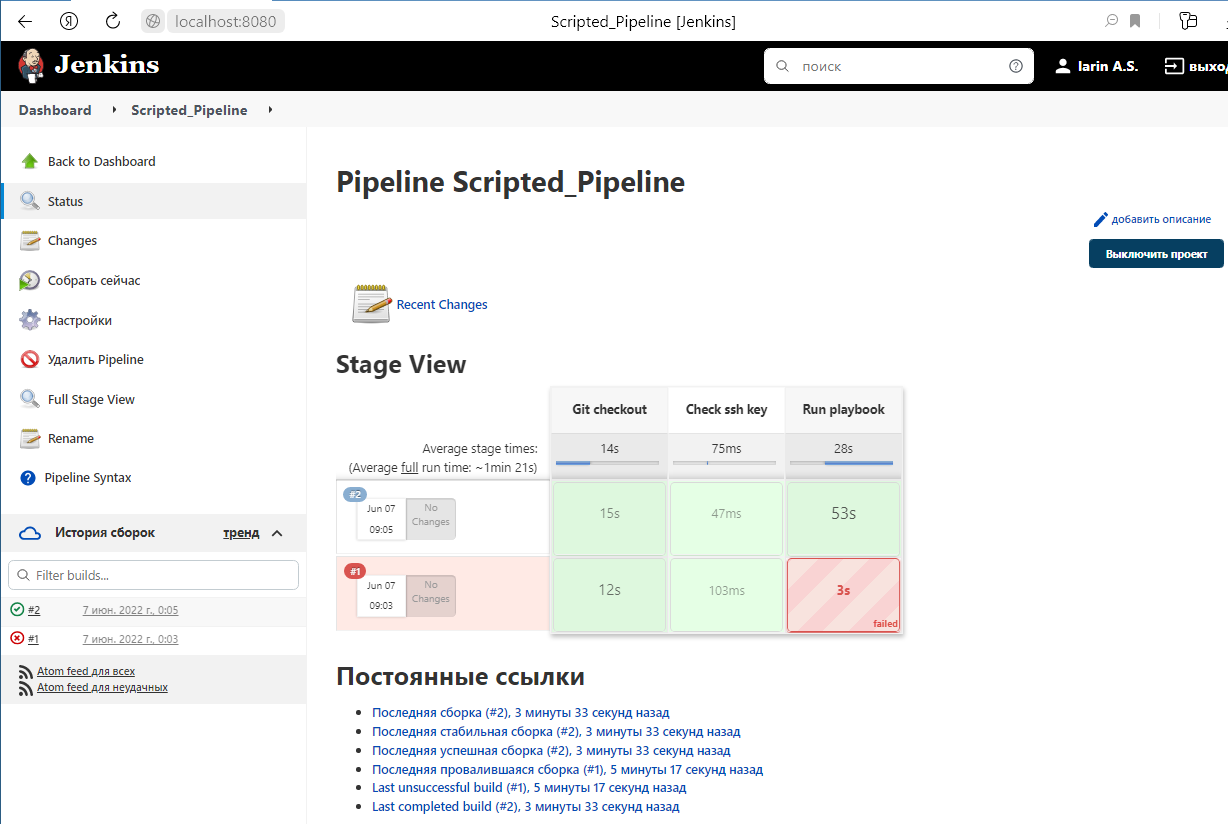 localhost:8080
Scripted_Pipeline [Jenkins]
Jenkins
поиск
Iarin A.S.
Dashboard
Scripted_Pipeline
Back to Dashboard
Status
Changes
Собрать сейчас
Настройки
Удалить Pipeline
Full Stage View
Rename
Pipeline Syntax
История сборок
тренд
Filter builds...
#2 7 июн. 2022 г., 0:05
#1 7 июн. 2022 г., 0:03
Atom feed для всех
Atom feed для неудачных
Pipeline Scripted_Pipeline
добавить описание
Выключить проект
Recent Changes
Stage View
Git checkout Check ssh key Run playbook
Average stage times: 14s 75ms 28s
(Average full run time: ~1min 21s)
#2
Jun 07
09:05
No
Changes
15s 47ms 53s
#1
Jun 07
09:03
No
Changes
12s 103ms 3s
failed
Постоянные ссылки
Последняя сборка (#2), 3 минуты 33 секунд назад
Последняя стабильная сборка (#2), 3 минуты 33 секунд назад
Последняя успешная сборка (#2), 3 минуты 33 секунд назад
Последняя провалившаяся сборка (#1), 5 минуты 17 секунд назад
Last unsuccessful build (#1), 5 минуты 17 секунд назад
Last completed build (#2), 3 минуты 33 секунд назад